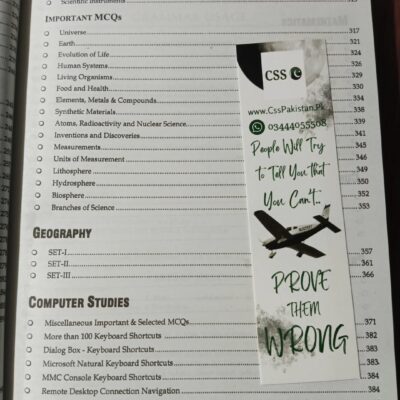 Scientific Instruments
IMPORTANT MCQs
Universe 317
Earth 321
Evolution of Life
Human Systems
Living Organisms
Food and Health
Elements, Metals & Compounds 334
Synthetic Materials 338
Atoms, Radioactivity and Nuclear Science 339
Inventions and Discoveries 341
Measurements 345
Units of Measurement 346
Lithosphere 349
Hydrosphere 350
Biosphere 352
Branches of Science 353
GEOGRAPHY
SET-I 357
SET-II 361
SET-III 366
COMPUTER STUDIES
Miscellaneous Important & Selected MCQs 371
More than 100 Keyboard Shortcuts 382
Dialog Box - Keyboard Shortcuts 383
Microsoft Natural Keyboard Shortcuts 383
MMC Console Keyboard Shortcuts 384
Remote Desktop Connection Navigation 384
CSS
www.CssPakistan.Pk
03444055508
People Will Try
to Tell You that
You Can't..
PROVE
THEM
WRONG